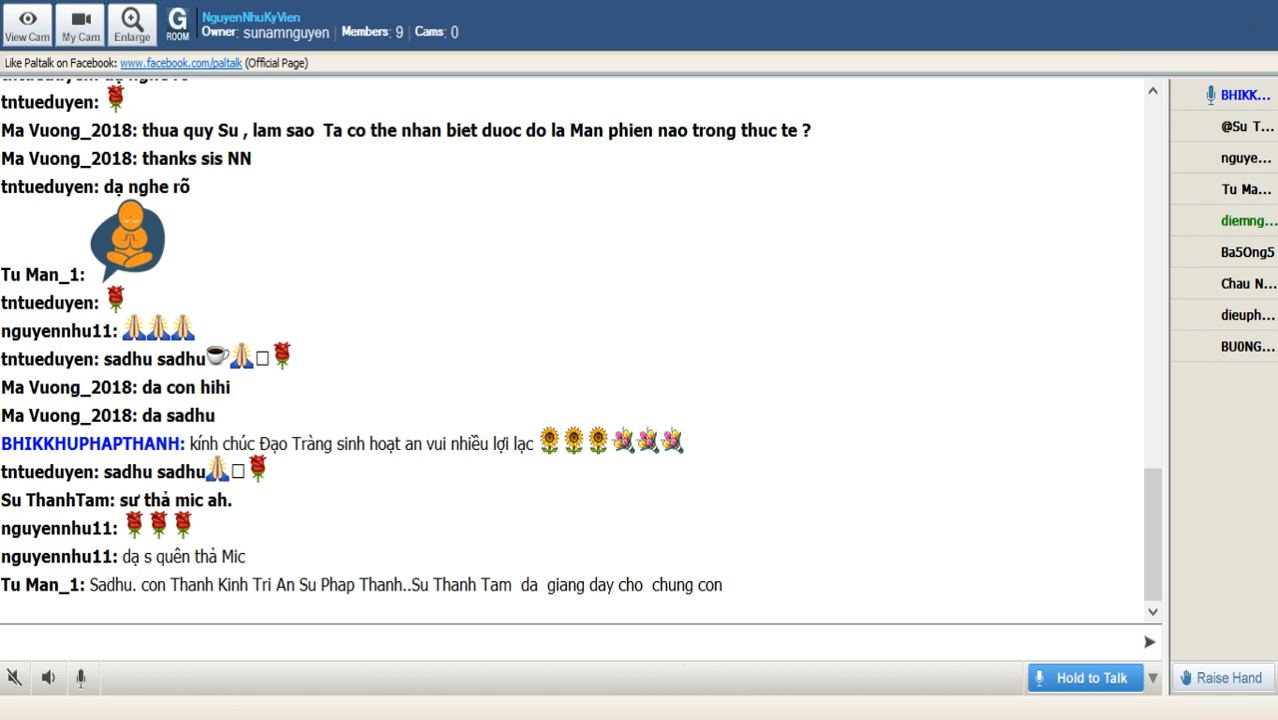 View Cam
My Cam
Enlarge
G
ROOM
NguyenNhuKyVien
Owner: sunamnguyen | Members: 9 | Cams: 0
Like Paltalk on Facebook: www.facebook.com/paltalk (Official Page)
tntueduyen:
Ma Vuong_2018: thua quy Su , lam sao Ta co the nhan biet duoc do la Man phien nao trong thuc te ?
Ma Vuong_2018: thanks sis NN
tntueduyen: dạ nghe rõ
Tu Man_1:
tntueduyen:
nguyennhu11:
tntueduyen: sadhu sadhu
Ma Vuong_2018: da con hihi
Ma Vuong_2018: da sadhu
BHIKKHUPHAPTHANH: kính chúc Đạo Tràng sinh hoạt an vui nhiều lợi lạc
tntueduyen: sadhu sadhu
Su ThanhTam: sư thả mic ah.
nguyennhu11:
nguyennhu11: dạ s quên thả Mic
Tu Man_1: Sadhu. con Thanh Kinh Tri An Su Phap Thanh..Su Thanh Tam da giang day cho chung con
BHIKK...
@Su T...
nguye...
Tu Ma...
diemng...
Ba5Ong5
Chau N...
dieuph...
BU0NG...
Hold to Talk
Raise Hand